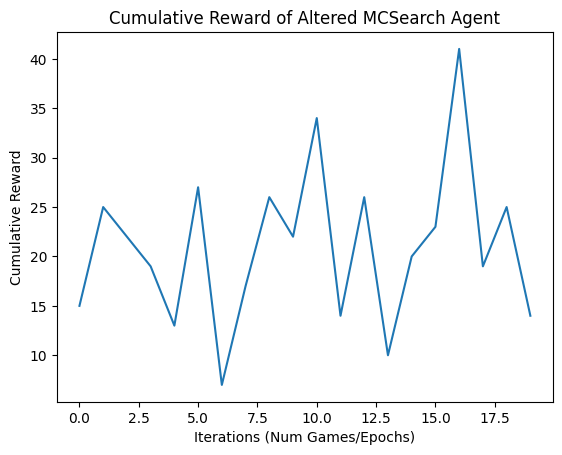 Cumulative Reward of Altered MCSearch Agent
40
35
30
25
20
15
10
Cumulative Reward
0.0 2.5 5.0 7.5 10.0 12.5 15.0 17.5
Iterations (Num Games/Epochs)